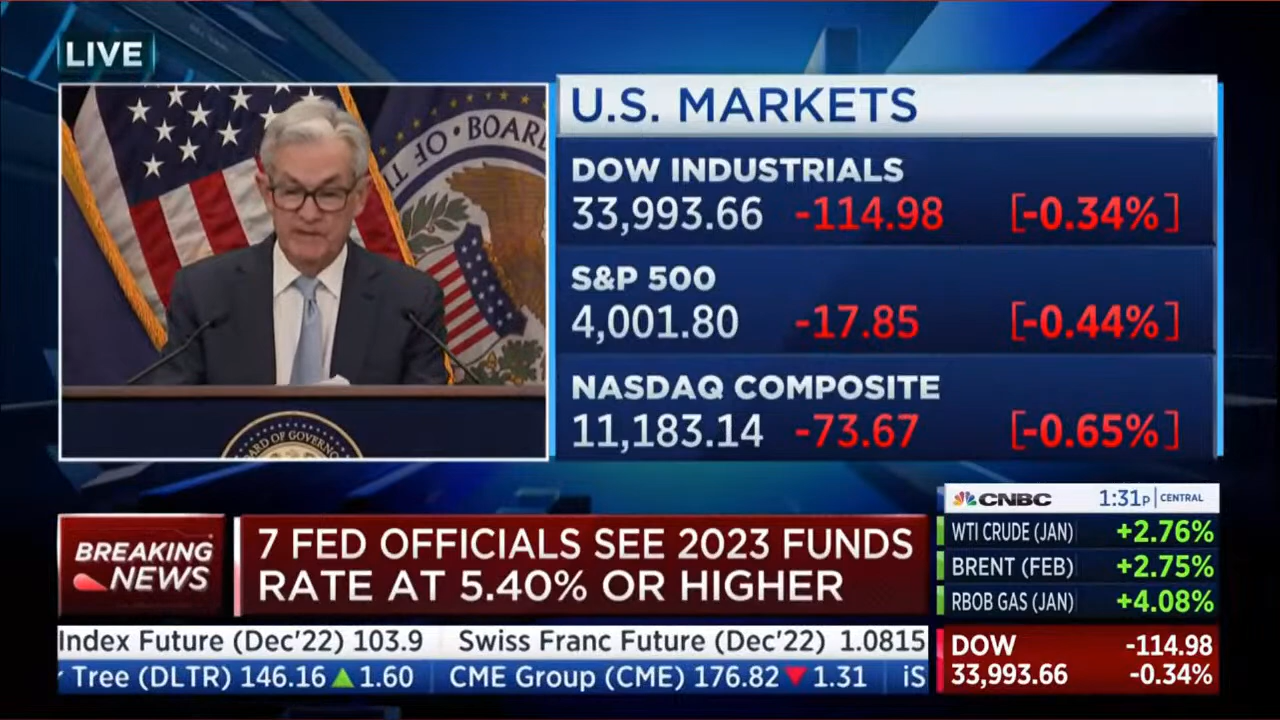 LIVE
OF • BOARD
BOARD OF GOVERNO
U.S. MARKETS
DOW INDUSTRIALS
33,993.66 -114.98 [-0.34%]
S&P 500
4,001.80 -17.85 [-0.44%]
NASDAQ COMPOSITE
11,183.14 -73.67 [-0.65%]
BREAKING
NEWS
7 FED OFFICIALS SEE 2023 FUNDS
RATE AT 5.40% OR HIGHER
CNBC 1:31P CENTRAL
WTI CRUDE (JAN) +2.76%
BRENT (FEB) +2.75%
RBOB GAS (JAN) +4.08%
DOW -114.98
33,993.66 -0.34%
Index Future (Dec'22) 103.9 Swiss Franc Future (Dec'22) 1.0815
Tree (DLTR) 146.16 ▲ 1.60 CME Group (CME) 176.82 ▼ 1.31 iS